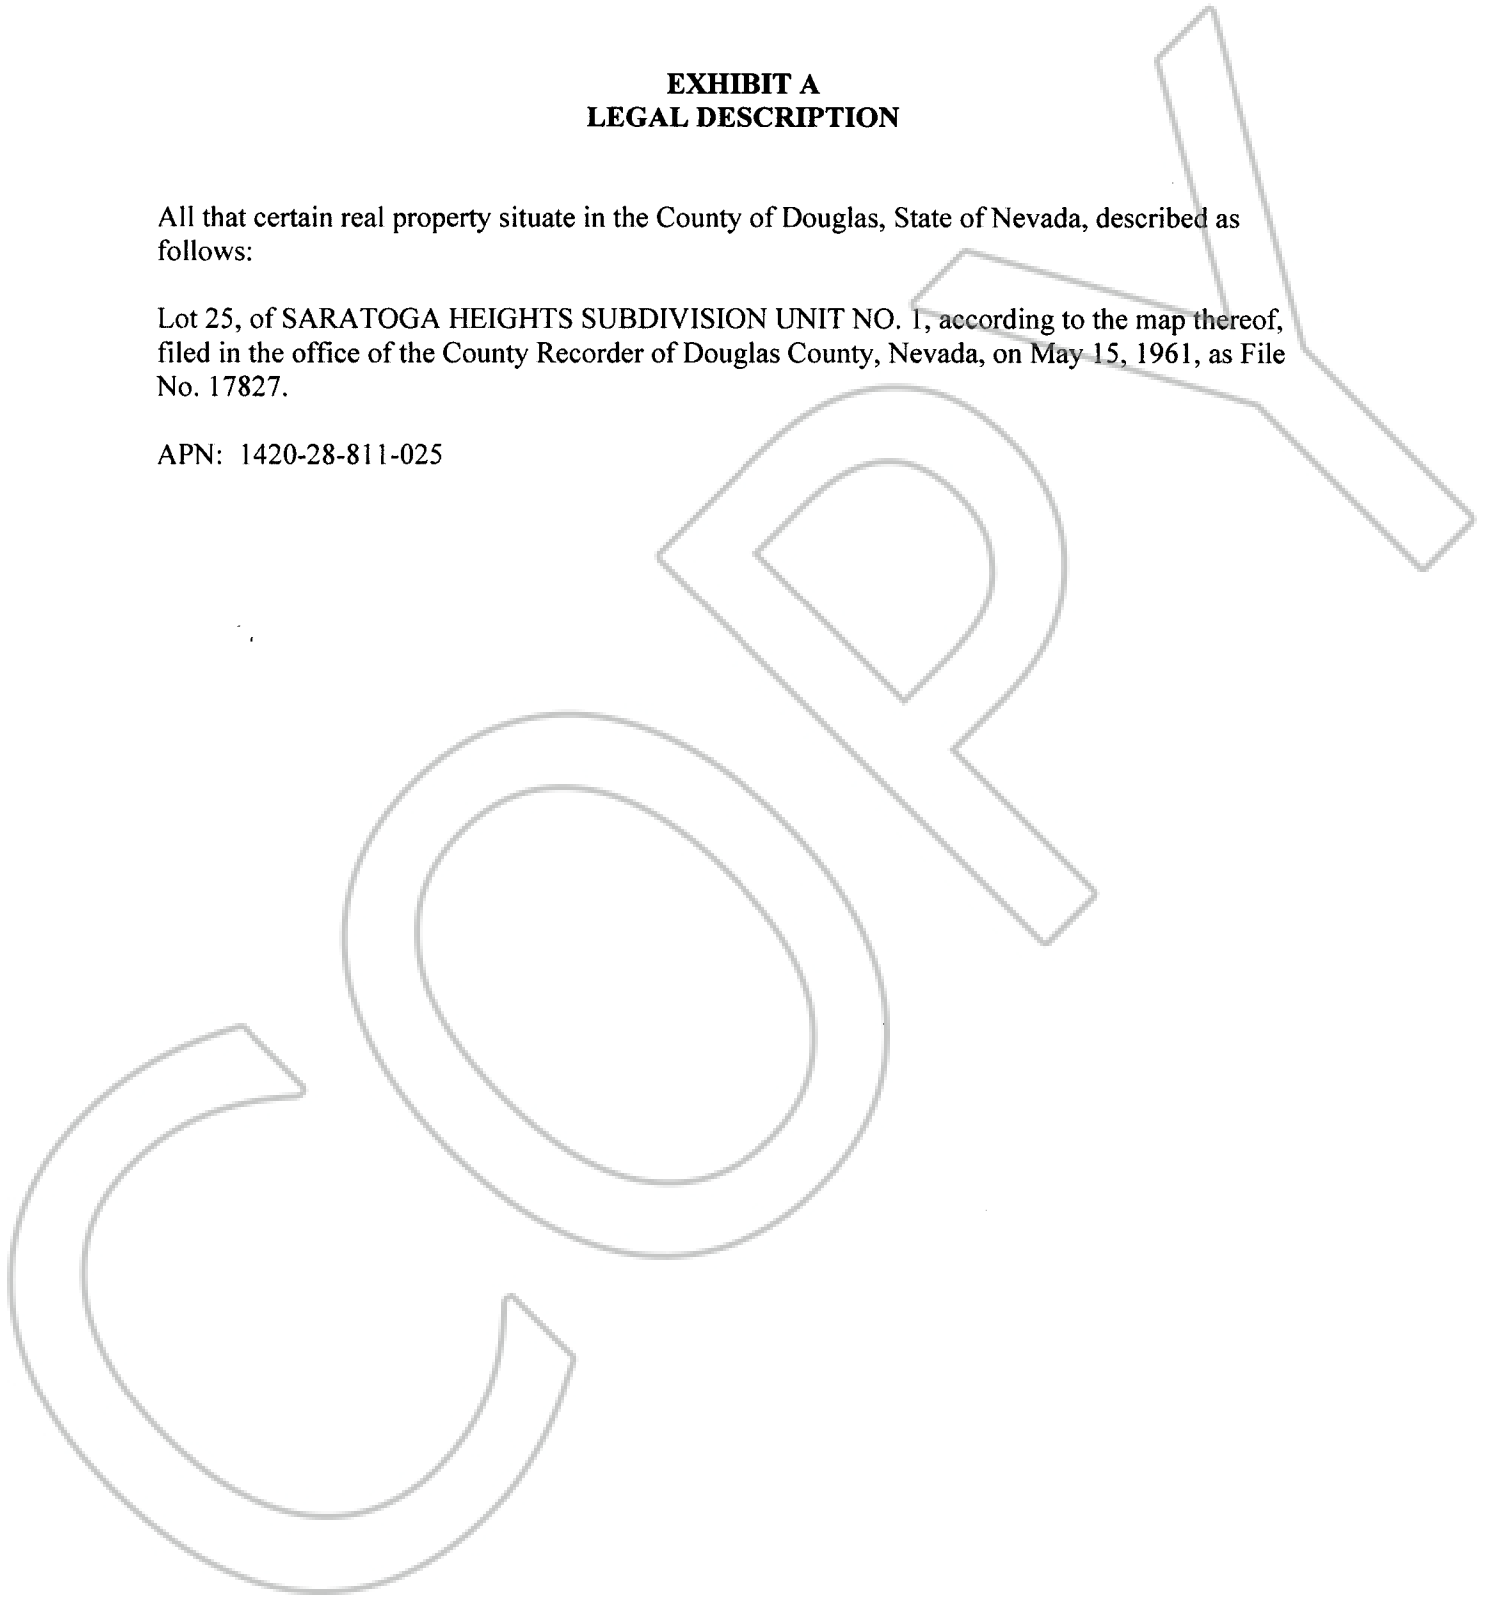 EXHIBIT A
LEGAL DESCRIPTION
All that certain real property situate in the County of Douglas, State of Nevada, described as
follows:
Lot 25, of SARATOGA HEIGHTS SUBDIVISION UNIT NO. 1, according to the map thereof,
filed in the office of the County Recorder of Douglas County, Nevada, on May 15, 1961, as File
No. 17827.
APN: 1420-28-811-025
COPY